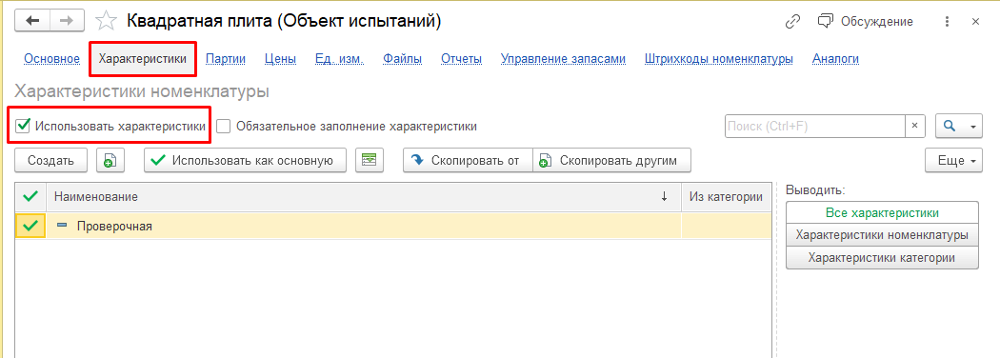 Квадратная плита (Объект испытаний)
Обсуждение
Основное Характеристики Партии Цены Ед. изм. Файлы Отчеты Управление запасами Штрихкоды номенклатуры Аналоги
Характеристики номенклатуры
Использовать характеристики Обязательное заполнение характеристики Поиск (Ctrl+F) ×
Создать Использовать как основную Скопировать от Скопировать другим Еще
Наименование ↓ Из категории
Проверочная
Выводить:
Все характеристики
Характеристики номенклатуры
Характеристики категории